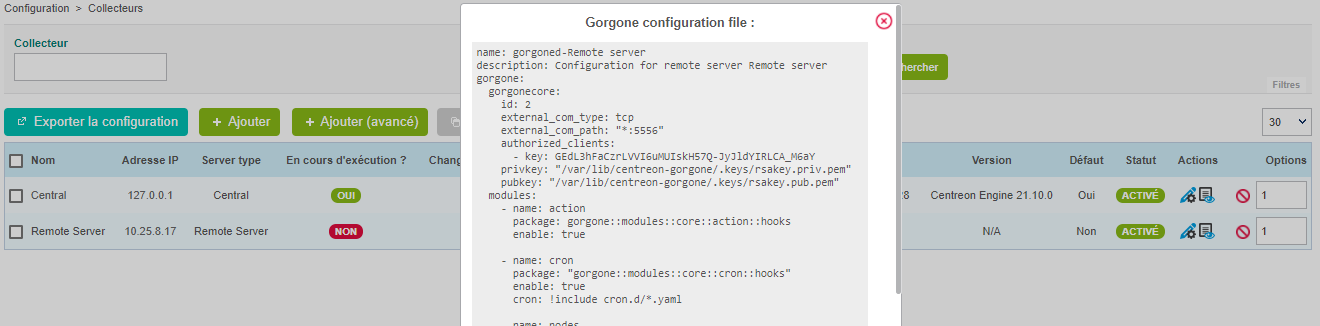 Configuration > Collecteurs
Collecteur
Filtres
Exporter la configuration
+ Ajouter
+ Ajouter (avancé)
30
Nom Adresse IP Server type En cours d'exécution ? Version Défaut Statut Actions Options
Central 127.0.0.1 Central OUI Centreon Engine 21.10.0 Oui ACTIVÉ 1
Remote Server 10.25.8.17 Remote Server NON N/A Non ACTIVÉ 1
Gorgone configuration file :
name: gorgoned-Remote server
description: Configuration for remote server Remote server
gorgone:
gorgonecore:
id: 2
external_com_type: tcp
external_com_path: "*:5556"
authorized_clients:
- key: GEdL3hFaCzrLVVI6uMUIskH57Q-JyJldYIRLCA_M6aY
privkey: "/var/lib/centreon-gorgone/.keys/rsakey.priv.pem"
pubkey: "/var/lib/centreon-gorgone/.keys/rsakey.pub.pem"
modules:
- name: action
package: gorgone::modules::core::action::hooks
enable: true
- name: cron
package: "gorgone::modules::core::cron::hooks"
enable: true
cron: !include cron.d/*.yaml
name: nodes